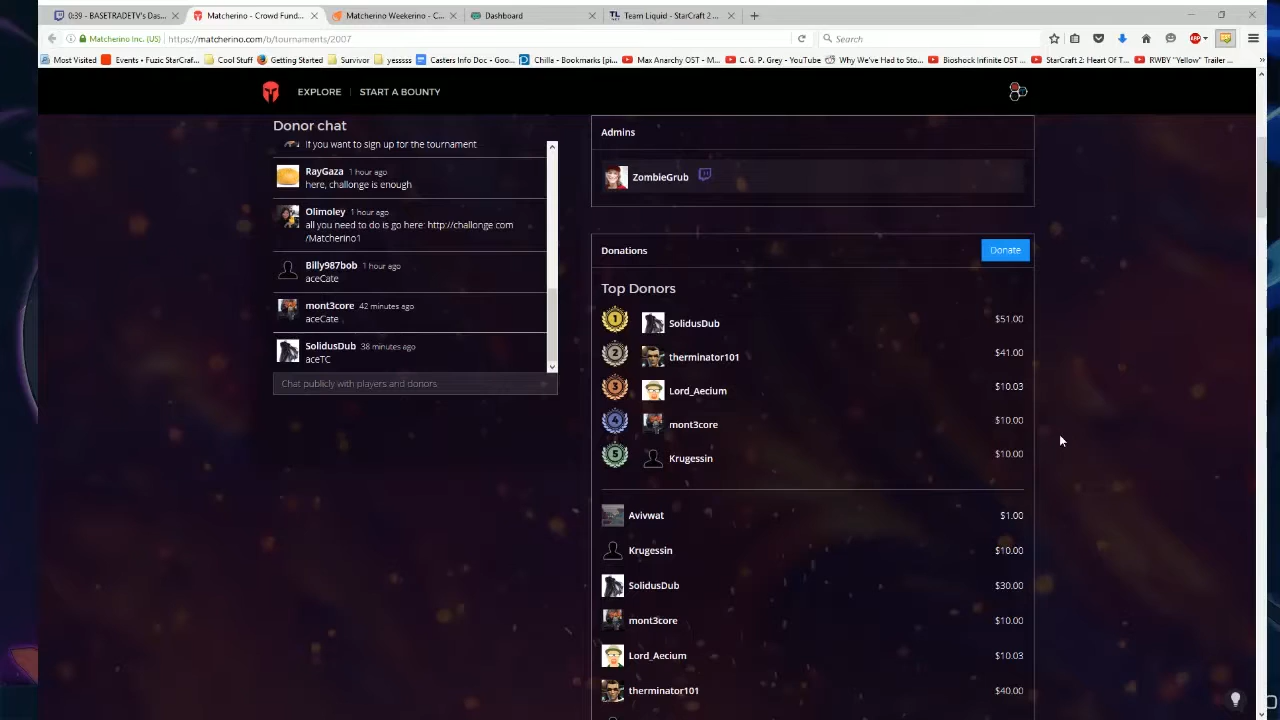 0:39 - BASETRADETV's Das...
Matcherino - Crowd Fund...
Matcherino Weekerino - C...
Dashboard
Team Liquid - StarCraft 2 ...
Matcherino Inc. (US)
https://matcherino.com/b/tournaments/2007
Search
Most Visited
Events - Fuzic StarCraf...
Cool Stuff
Getting Started
Survivor
yesssss
Casters Info Doc - Goo...
Chilla - Bookmarks [pi...
Max Anarchy OST - M...
C. G. P. Grey - YouTube
Why We've Had to Sto...
Bioshock Infinite OST ...
StarCraft 2: Heart Of T...
RWBY "Yellow" Trailer ...
EXPLORE
START A BOUNTY
Donor chat
If you want to sign up for the tournament
RayGaza 1 hour ago
here, challonge is enough
Olimoley 1 hour ago
all you need to do is go here: http://challonge.com
/Matcherino1
Billy987bob 1 hour ago
aceCate
mont3core 42 minutes ago
aceCate
SolidusDub 38 minutes ago
aceTC
Chat publicly with players and donors
Admins
ZombieGrub
Donations
Donate
Top Donors
1 SolidusDub $51.00
2 therminator101 $41.00
3 Lord_Aecium $10.03
4 mont3core $10.00
5 Krugessin $10.00
Avivwat $1.00
Krugessin $10.00
SolidusDub $30.00
mont3core $10.00
Lord_Aecium $10.03
therminator101 $40.00